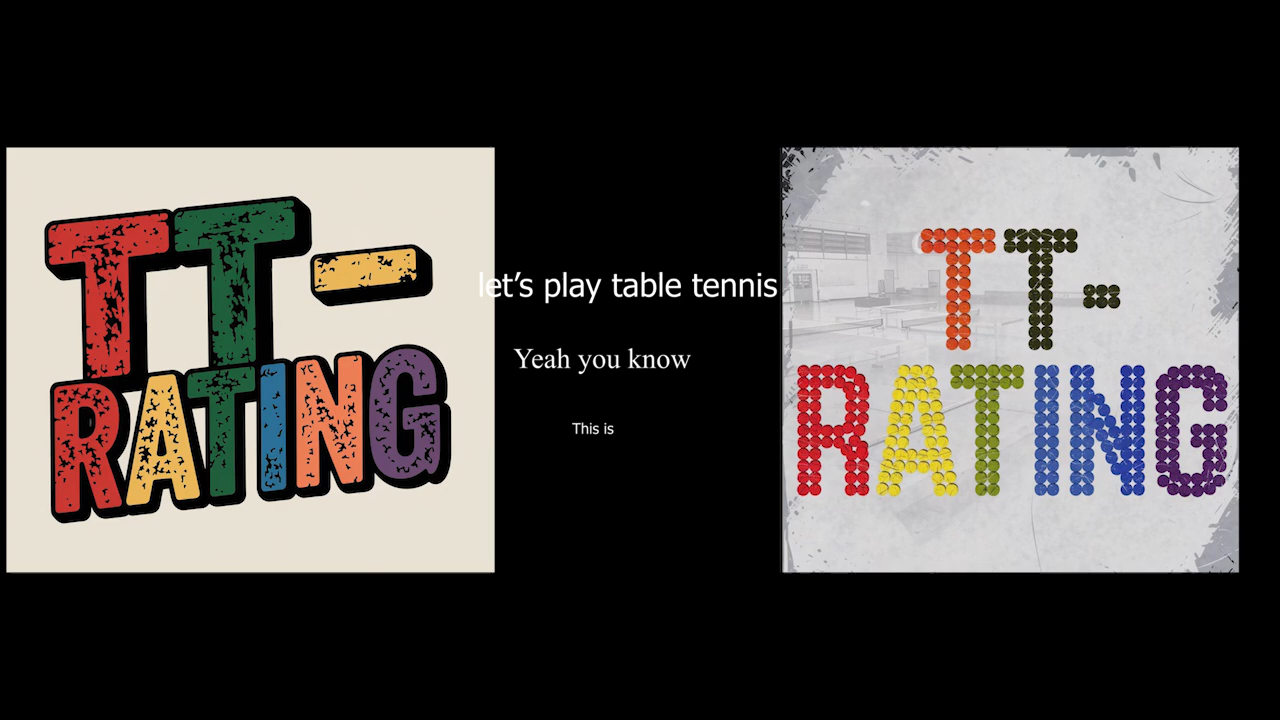 TT-
RATING
let's play table tennis
Yeah you know
This is
TT-
RATING